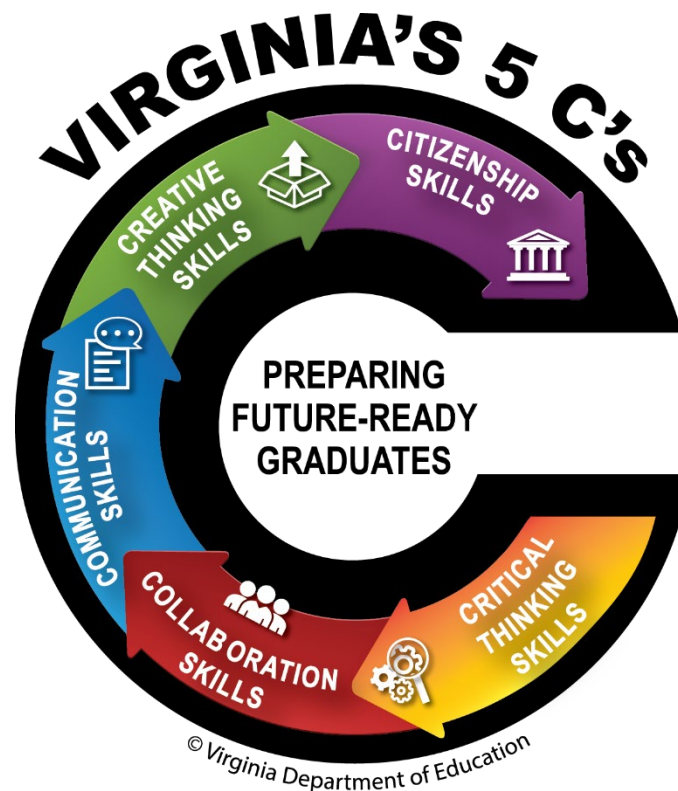 VIRGINIA'S 5 C's
CREATIVE
THINKING
SKILLS
CITIZENSHIP
SKILLS
PREPARING
FUTURE-READY
GRADUATES
COMMUNICATION
SKILLS
COLLABORATION
SKILLS
CRITICAL
THINKING
SKILLS
© Virginia Department of Education